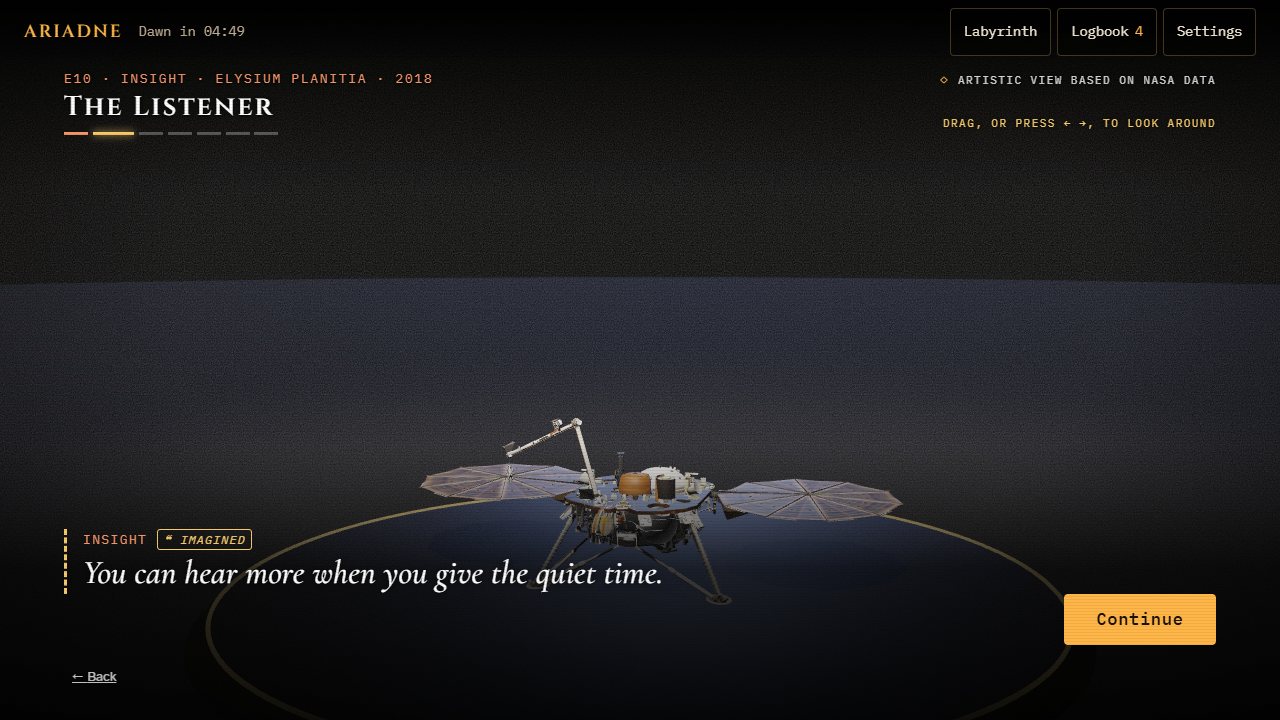 ARIADNE
Dawn in 04:49
Labyrinth
Logbook 4
Settings
E10 · INSIGHT · ELYSIUM PLANITIA · 2018
The Listener
◇ ARTISTIC VIEW BASED ON NASA DATA
DRAG, OR PRESS ← →, TO LOOK AROUND
INSIGHT
❝ IMAGINED
You can hear more when you give the quiet time.
Continue
← Back